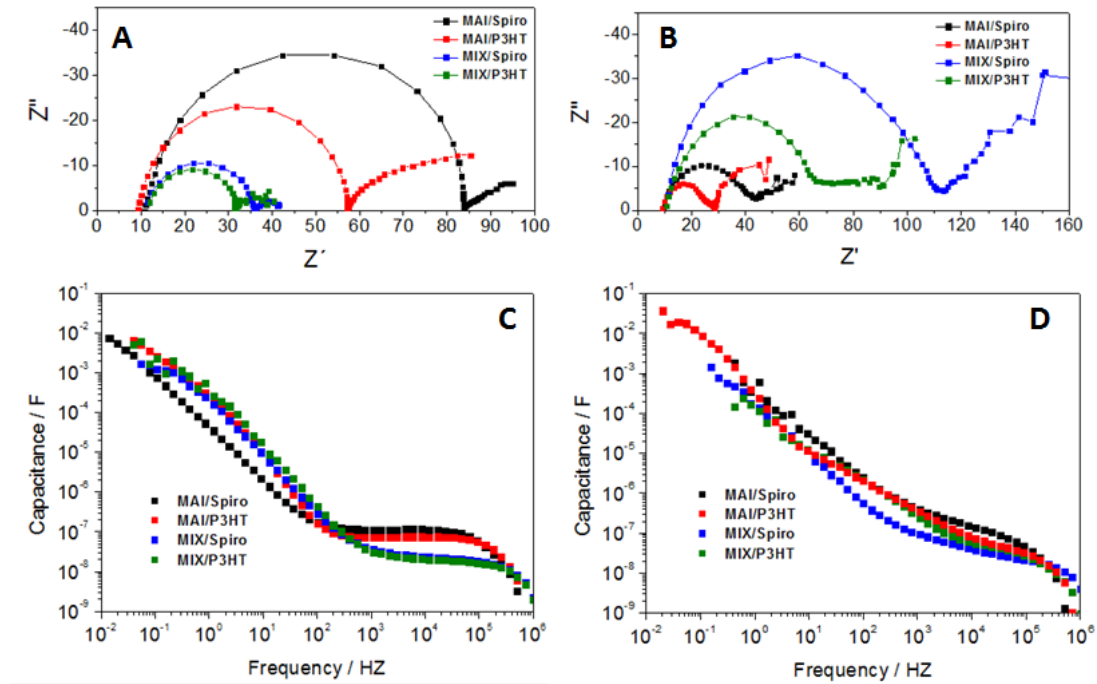 A
MAI/Spiro
MAI/P3HT
MIX/Spiro
MIX/P3HT
-40
-30
-20
-10
0
Z''
0 10 20 30 40 50 60 70 80 90 100
Z´
B
MAI/Spiro
MAI/P3HT
MIX/Spiro
MIX/P3HT
-40
-30
-20
-10
0
Z''
0 20 40 60 80 100 120 140 160
Z'
C
10⁻¹
10⁻²
10⁻³
10⁻⁴
10⁻⁵
10⁻⁶
10⁻⁷
10⁻⁸
10⁻⁹
Capacitance / F
MAI/Spiro
MAI/P3HT
MIX/Spiro
MIX/P3HT
10⁻² 10⁻¹ 10⁰ 10¹ 10² 10³ 10⁴ 10⁵ 10⁶
Frequency / HZ
D
10⁻¹
10⁻²
10⁻³
10⁻⁴
10⁻⁵
10⁻⁶
10⁻⁷
10⁻⁸
10⁻⁹
Capacitance / F
MAI/Spiro
MAI/P3HT
MIX/Spiro
MIX/P3HT
10⁻² 10⁻¹ 10⁰ 10¹ 10² 10³ 10⁴ 10⁵ 10⁶
Frequency / HZ